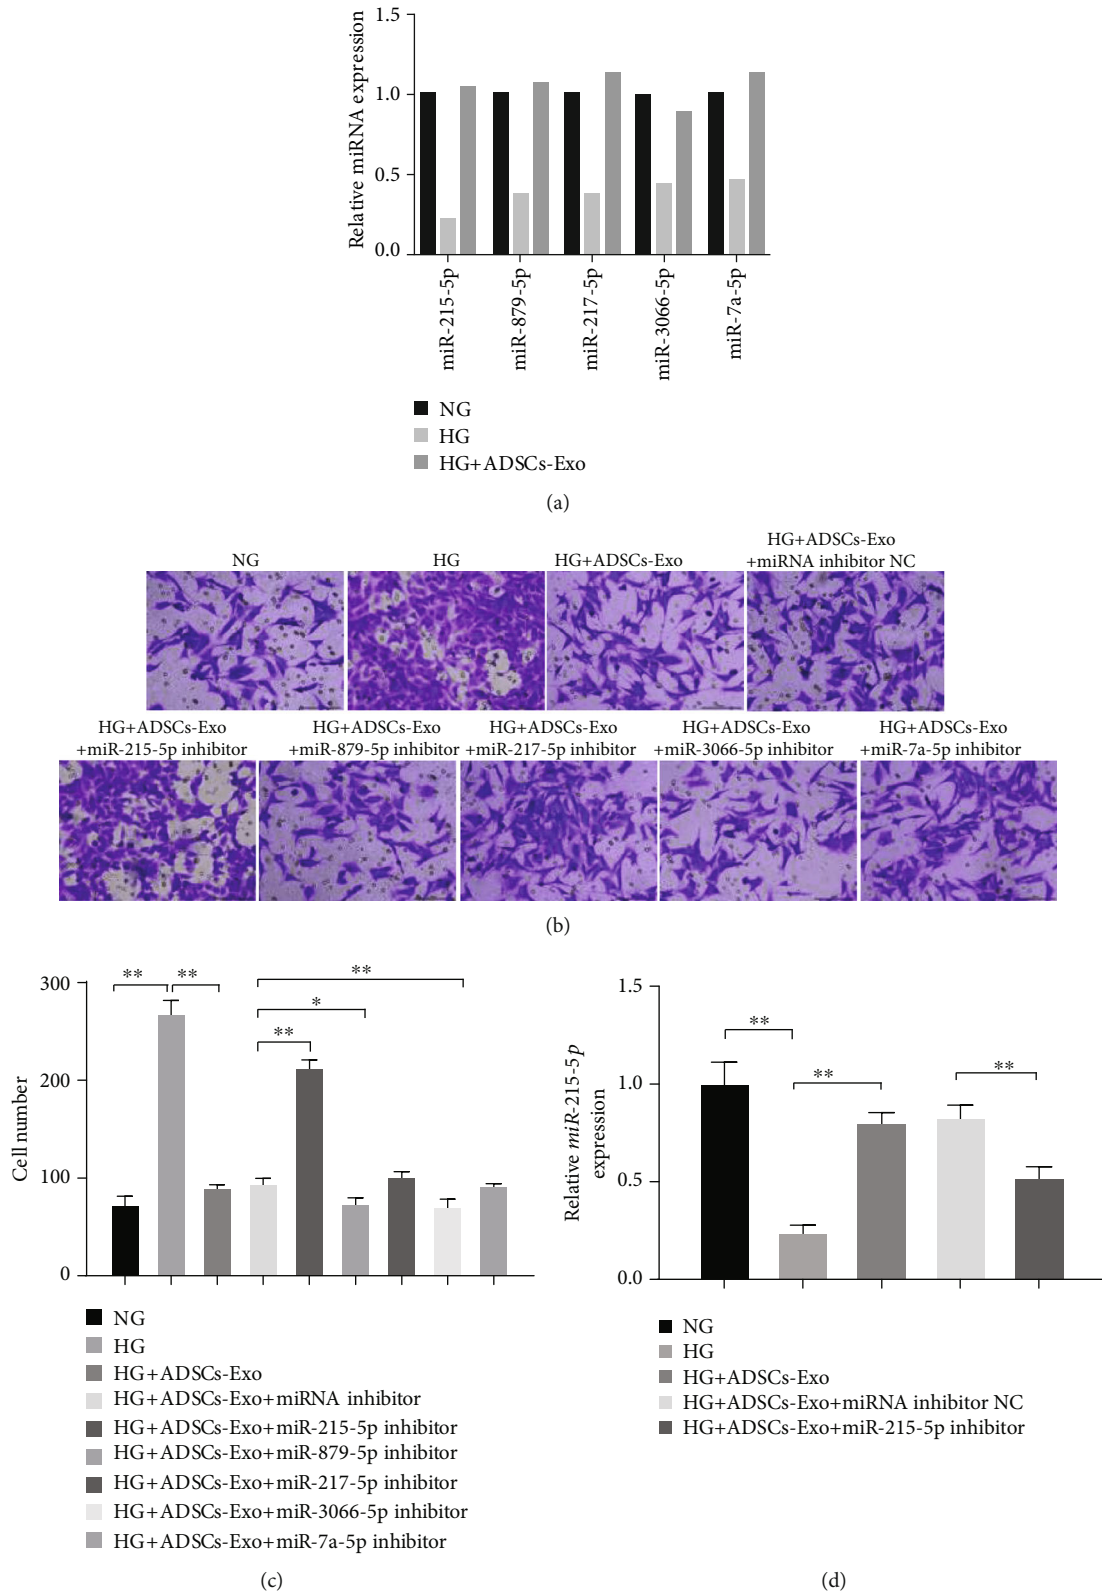 1.5
1.0
0.5
0.0
Relative miRNA expression
miR-215-5p
miR-879-5p
miR-217-5p
miR-3066-5p
miR-7a-5p
NG
HG
HG+ADSCs-Exo
(a)
NG
HG
HG+ADSCs-Exo
HG+ADSCs-Exo
+miRNA inhibitor NC
HG+ADSCs-Exo
+miR-215-5p inhibitor
HG+ADSCs-Exo
+miR-879-5p inhibitor
HG+ADSCs-Exo
+miR-217-5p inhibitor
HG+ADSCs-Exo
+miR-3066-5p inhibitor
HG+ADSCs-Exo
+miR-7a-5p inhibitor
(b)
300
200
100
0
Cell number
**
**
**
*
**
NG
HG
HG+ADSCs-Exo
HG+ADSCs-Exo+miRNA inhibitor
HG+ADSCs-Exo+miR-215-5p inhibitor
HG+ADSCs-Exo+miR-879-5p inhibitor
HG+ADSCs-Exo+miR-217-5p inhibitor
HG+ADSCs-Exo+miR-3066-5p inhibitor
HG+ADSCs-Exo+miR-7a-5p inhibitor
(c)
1.5
1.0
0.5
0.0
Relative miR-215-5p
expression
**
**
**
NG
HG
HG+ADSCs-Exo
HG+ADSCs-Exo+miRNA inhibitor NC
HG+ADSCs-Exo+miR-215-5p inhibitor
(d)